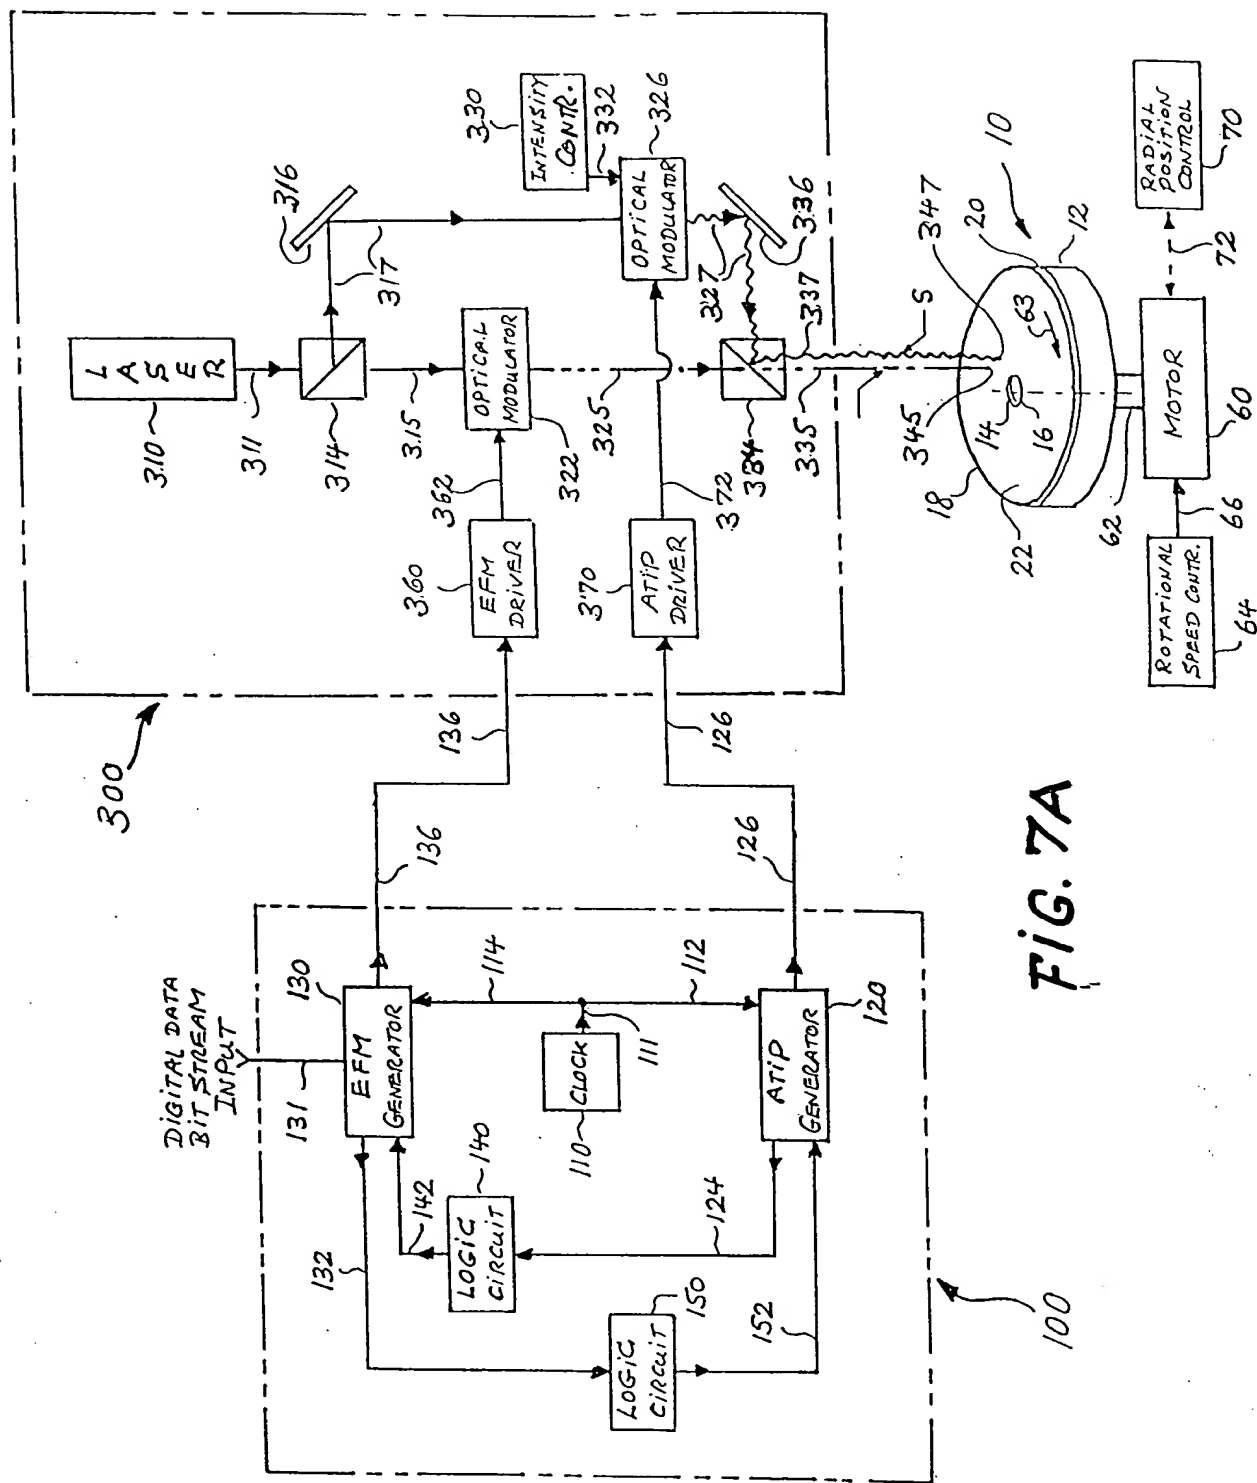 300
LASER
310
311
314
316
317
315
330
INTENSITY
CONTR.
332
326
OPTICAL
MODULATOR
OPTICAL
MODULATOR
322
362
360
EFM
DRIVER
325
327
336
370
ATiP
DRIVER
372
334
335
337
S
345
347
10
20
12
63
14
16
18
22
62
MOTOR
60
72
RADIAL
POSITION
CONTROL
70
66
ROTATIONAL
SPEED CONTR.
64
136
126
136
126
DIGITAL DATA
BIT STREAM
INPUT
131
130
EFM
GENERATOR
132
142
140
LOGIC
CIRCUIT
114
112
111
CLOCK
110
124
LOGIC
CIRCUIT
150
152
ATiP
GENERATOR
120
100
FIG. 7A